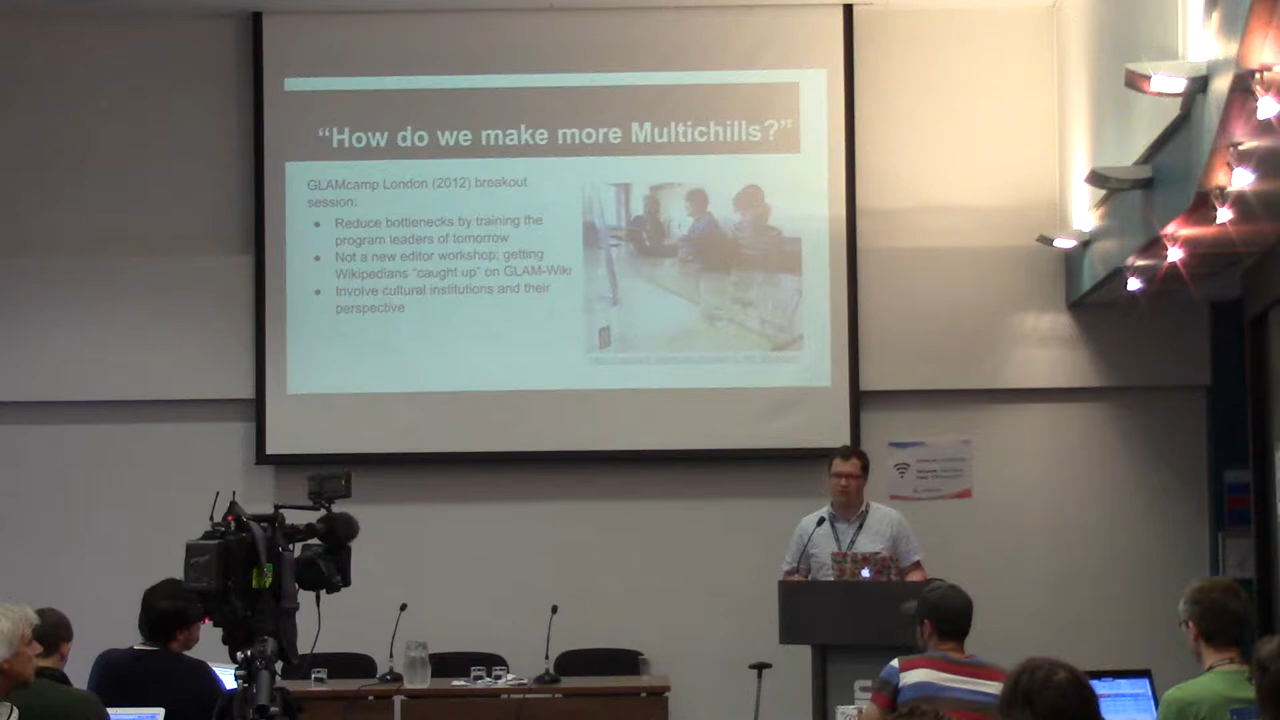 “How do we make more Multichills?”
GLAMcamp London (2012) breakout
session:
● Reduce bottlenecks by training the
program leaders of tomorrow
● Not a new editor workshop; getting
Wikipedians “caught up” on GLAM-Wiki
● Involve cultural institutions and their
perspective